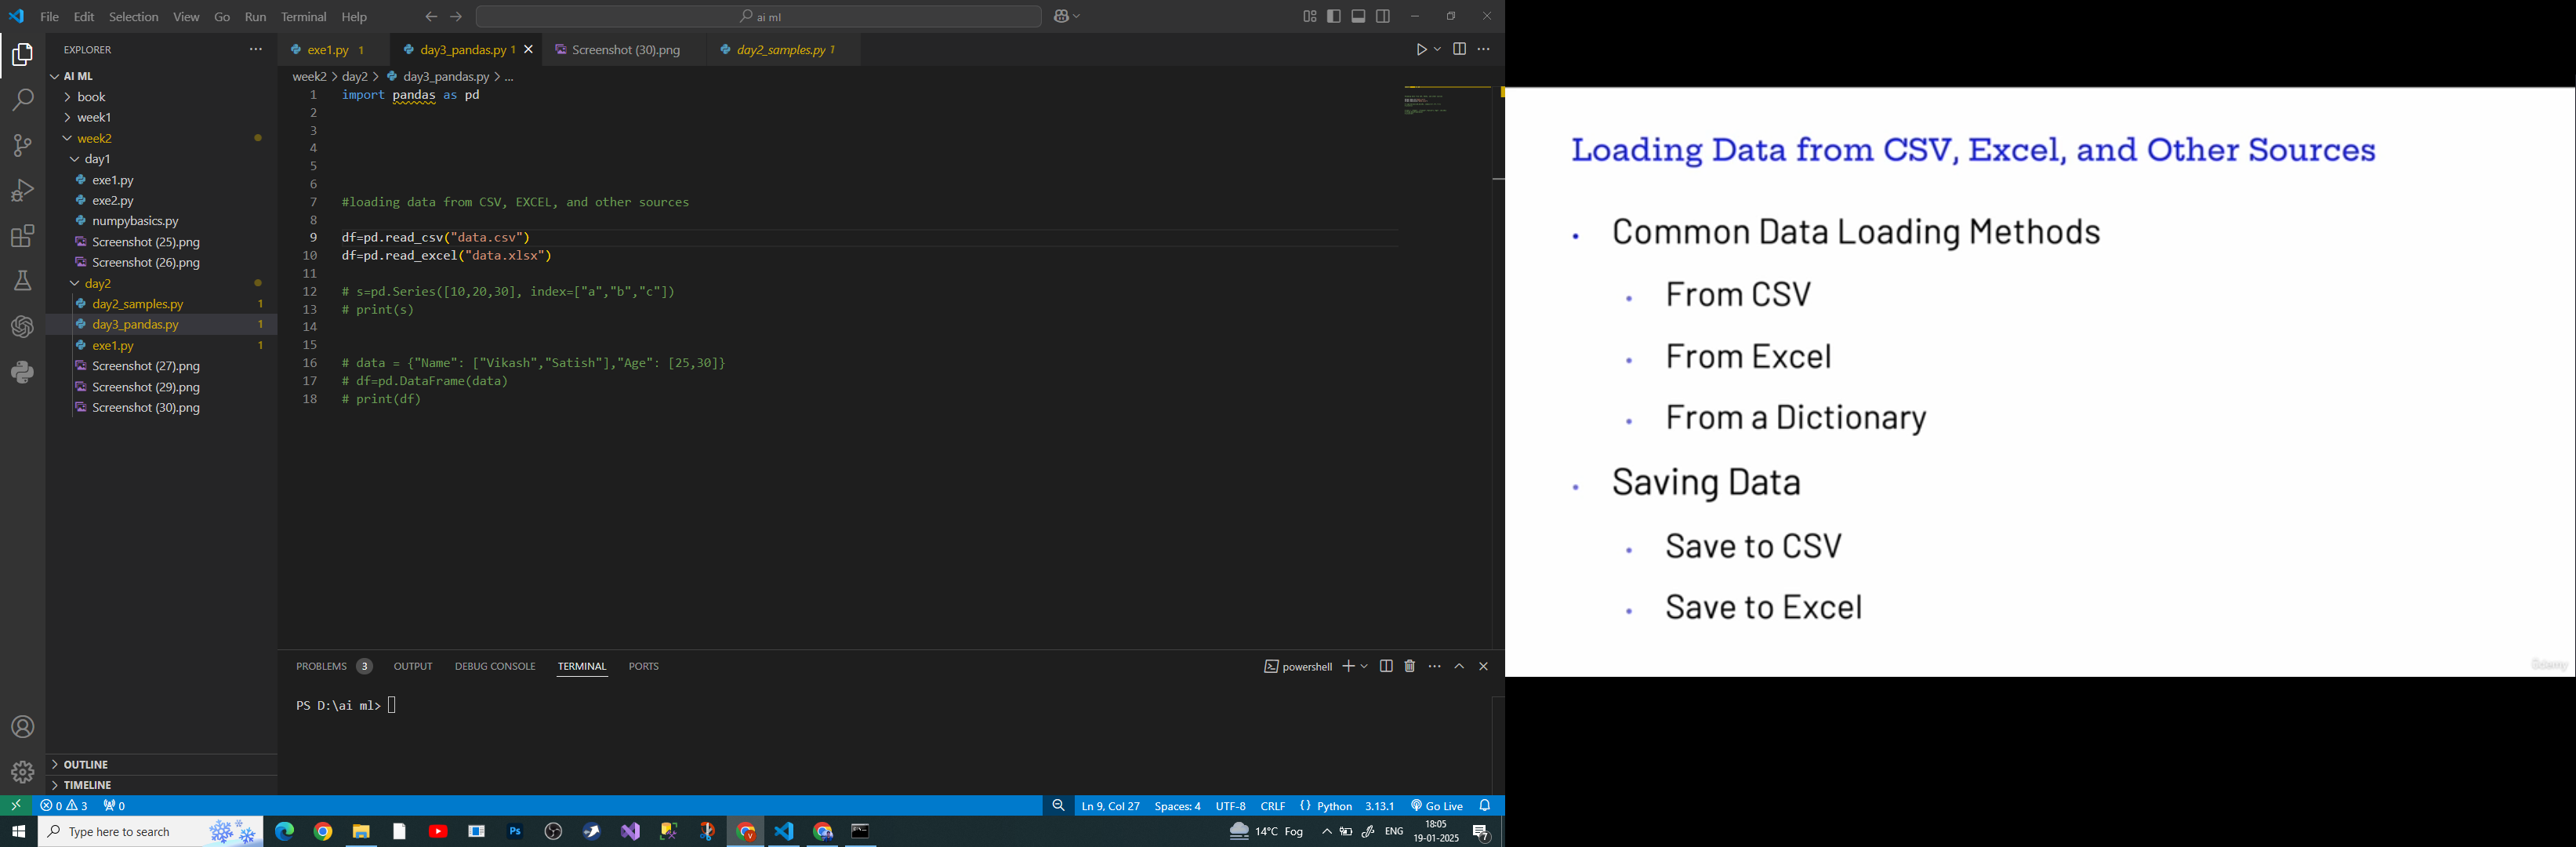 File Edit Selection View Go Run Terminal Help
ai ml
EXPLORER
AI ML
book
week1
week2
day1
exe1.py
exe2.py
numpybasics.py
Screenshot (25).png
Screenshot (26).png
day2
day2_samples.py 1
day3_pandas.py 1
exe1.py 1
Screenshot (27).png
Screenshot (29).png
Screenshot (30).png
OUTLINE
TIMELINE
exe1.py 1 day3_pandas.py 1 Screenshot (30).png day2_samples.py 1
week2 > day2 > day3_pandas.py > ...
1 import pandas as pd
2
3
4
5
6
7 #loading data from CSV, EXCEL, and other sources
8
9 df=pd.read_csv("data.csv")
10 df=pd.read_excel("data.xlsx")
11
12 # s=pd.Series([10,20,30], index=["a","b","c"])
13 # print(s)
14
15
16 # data = {"Name": ["Vikash","Satish"],"Age": [25,30]}
17 # df=pd.DataFrame(data)
18 # print(df)
PROBLEMS 3 OUTPUT DEBUG CONSOLE TERMINAL PORTS
powershell
PS D:\ai ml>
0 3 0
Ln 9, Col 27 Spaces: 4 UTF-8 CRLF {} Python 3.13.1 Go Live
Type here to search
Ps
14°C Fog
ENG
18:05
19-01-2025
7
Loading Data from CSV, Excel, and Other Sources
• Common Data Loading Methods
• From CSV
• From Excel
• From a Dictionary
• Saving Data
• Save to CSV
• Save to Excel
Udemy